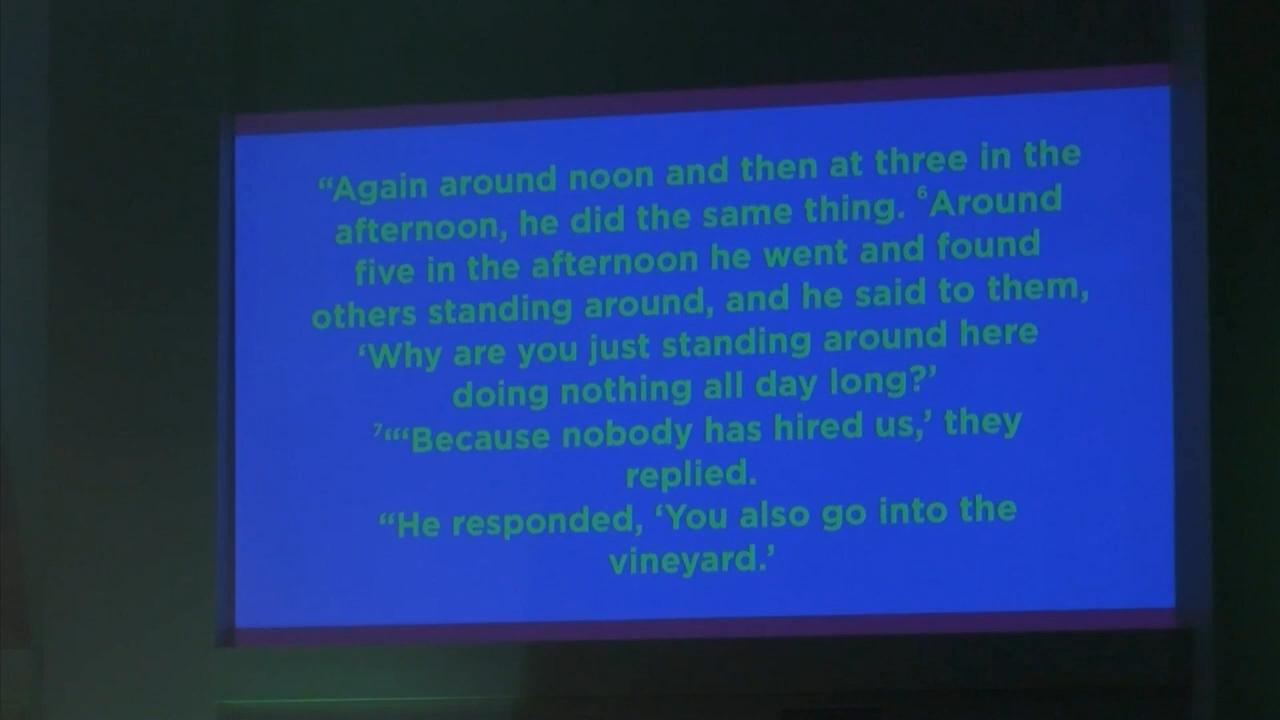 “Again around noon and then at three in the
afternoon, he did the same thing. ⁶Around
five in the afternoon he went and found
others standing around, and he said to them,
‘Why are you just standing around here
doing nothing all day long?’
⁷“‘Because nobody has hired us,’ they
replied.
“He responded, ‘You also go into the
vineyard.’